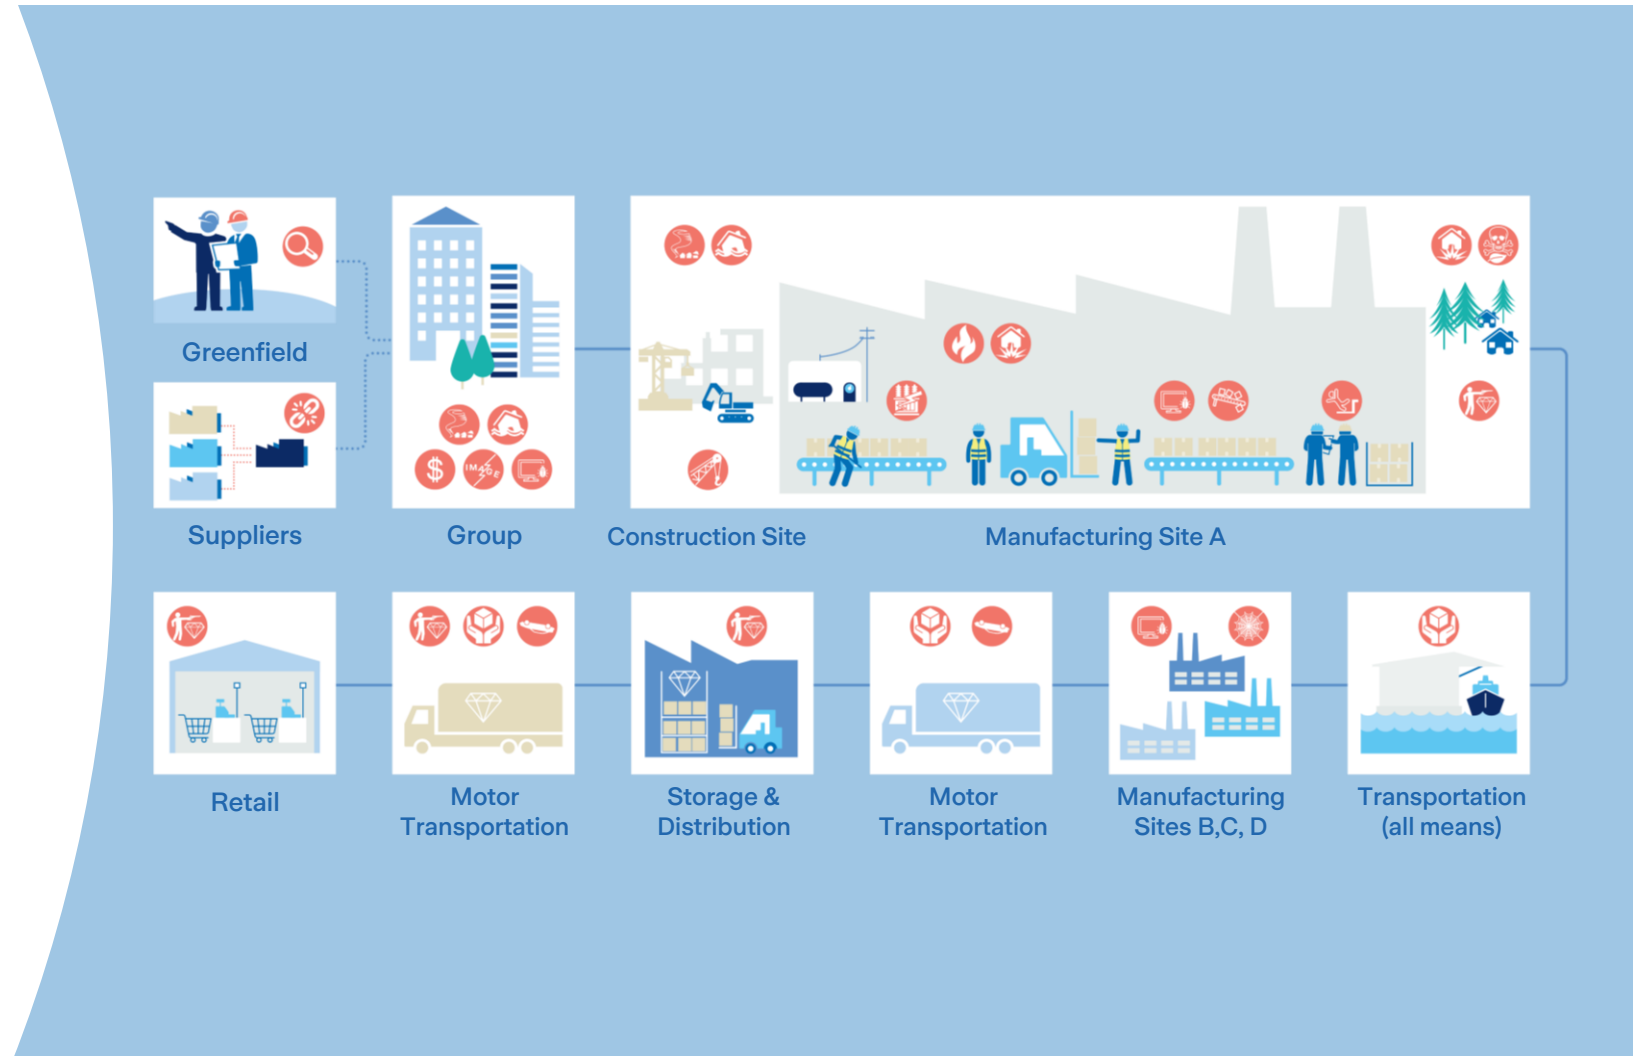 Greenfield
Suppliers
$
IMAGE
Group
Construction Site
Manufacturing Site A
Retail
Motor
Transportation
Storage &
Distribution
Motor
Transportation
Manufacturing
Sites B,C, D
Transportation
(all means)